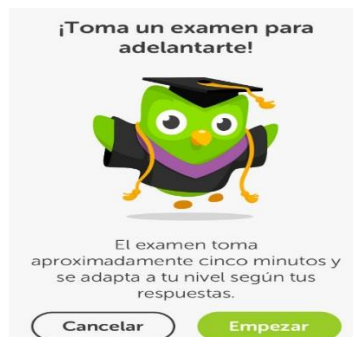 ¡Toma un examen para
adelantarte!
El examen toma
aproximadamente cinco minutos y
se adapta a tu nivel según tus
respuestas.
Cancelar
Empezar